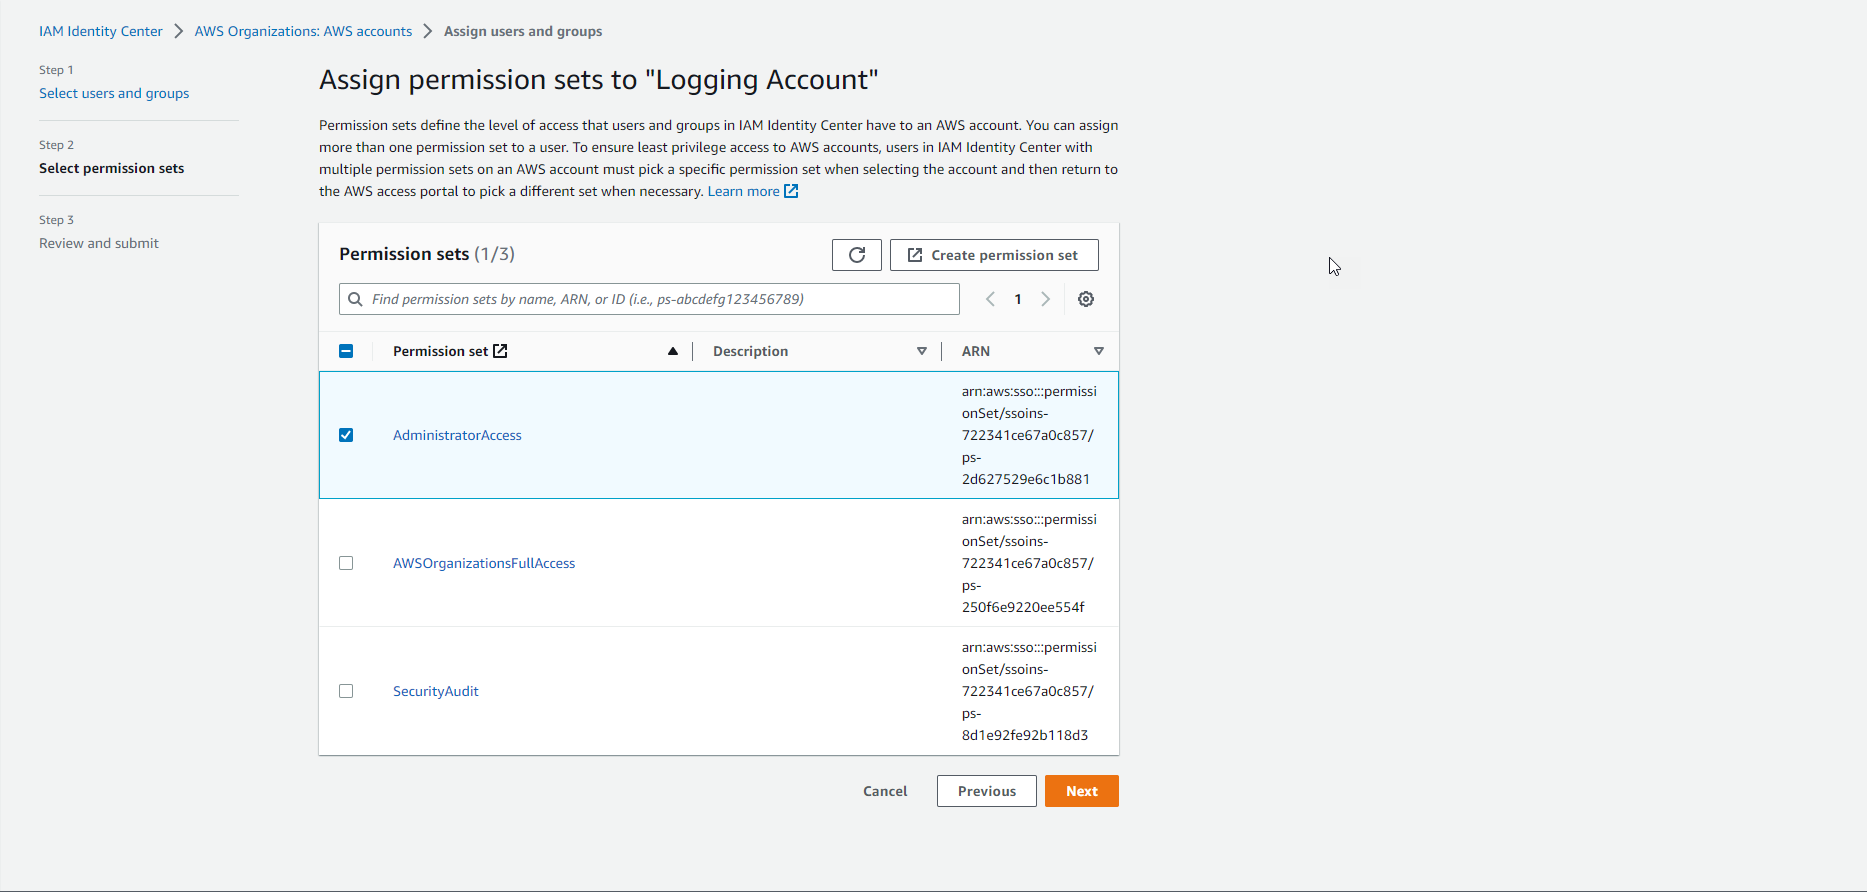 IAM Identity Center
AWS Organizations: AWS accounts
Assign users and groups
Step 1
Select users and groups
Step 2
Select permission sets
Step 3
Review and submit
Assign permission sets to "Logging Account"
Permission sets define the level of access that users and groups in IAM Identity Center have to an AWS account. You can assign
more than one permission set to a user. To ensure least privilege access to AWS accounts, users in IAM Identity Center with
multiple permission sets on an AWS account must pick a specific permission set when selecting the account and then return to
the AWS access portal to pick a different set when necessary. Learn more
Permission sets (1/3)
Create permission set
Find permission sets by name, ARN, or ID (i.e., ps-abcdefg123456789)
1
Permission set
Description
ARN
AdministratorAccess
arn:aws:sso:::permissi
onSet/ssoins-
722341ce67a0c857/
ps-
2d627529e6c1b881
AWSOrganizationsFullAccess
arn:aws:sso:::permissi
onSet/ssoins-
722341ce67a0c857/
ps-
250f6e9220ee554f
SecurityAudit
arn:aws:sso:::permissi
onSet/ssoins-
722341ce67a0c857/
ps-
8d1e92fe92b118d3
Cancel
Previous
Next